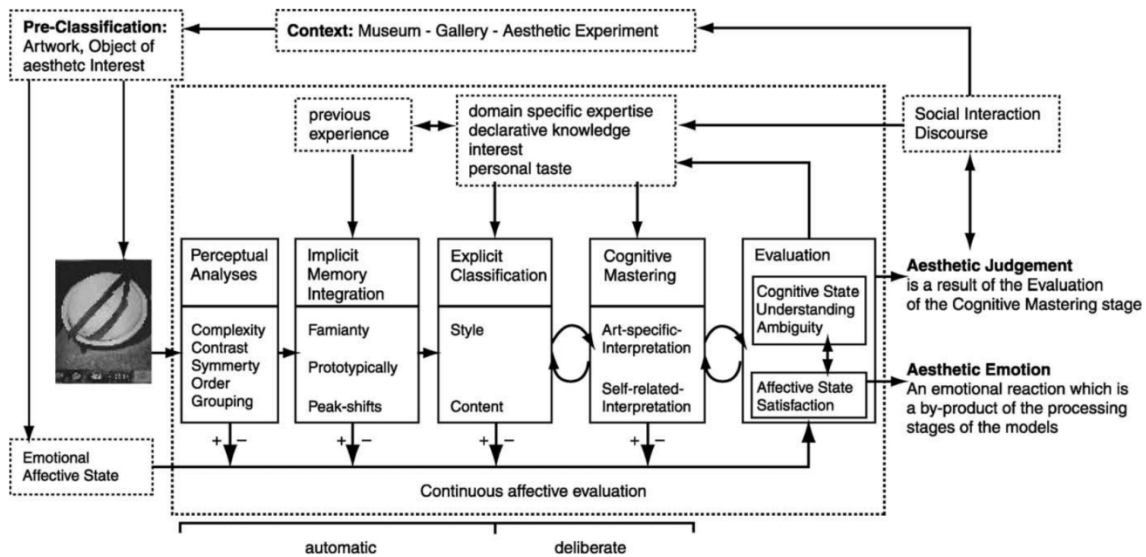 Pre-Classification:
Artwork, Object of
aesthetc Interest
Context: Museum - Gallery - Aesthetic Experiment
previous
experience
domain specific expertise
declarative knowledge
interest
personal taste
Social Interaction
Discourse
Perceptual
Analyses
Complexity
Contrast
Symmerty
Order
Grouping
Implicit
Memory
Integration
Famianty
Prototypically
Peak-shifts
Explicit
Classification
Style
Content
Cognitive
Mastering
Art-specific-
Interpretation
Self-related-
Interpretation
Evaluation
Cognitive State
Understanding
Ambiguity
Affective State
Satisfaction
Aesthetic Judgement
is a result of the Evaluation
of the Cognitive Mastering stage
Aesthetic Emotion
An emotional reaction which is
a by-product of the processing
stages of the models
+ −
+ −
+ −
+ −
Emotional
Affective State
Continuous affective evaluation
automatic
deliberate